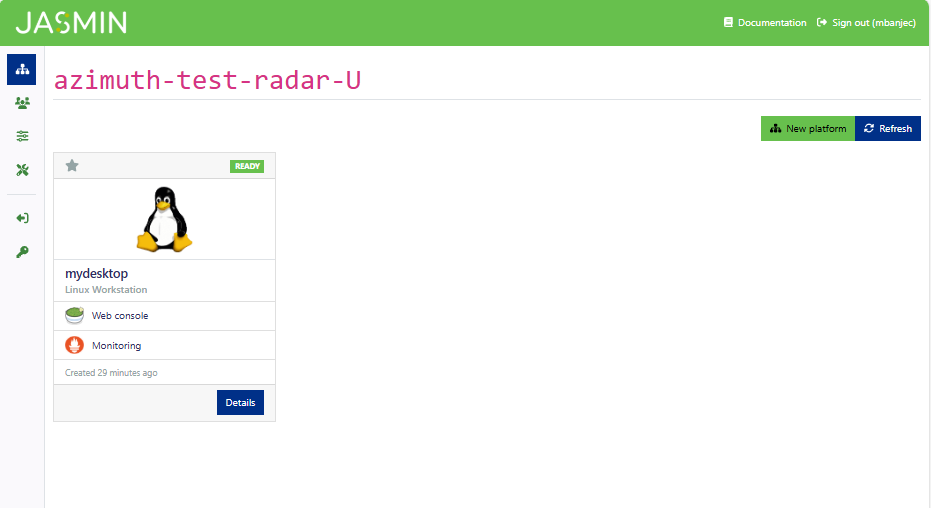 JASMIN
Documentation
Sign out (mbanjec)
azimuth-test-radar-U
New platform
Refresh
READY
mydesktop
Linux Workstation
Web console
Monitoring
Created 29 minutes ago
Details